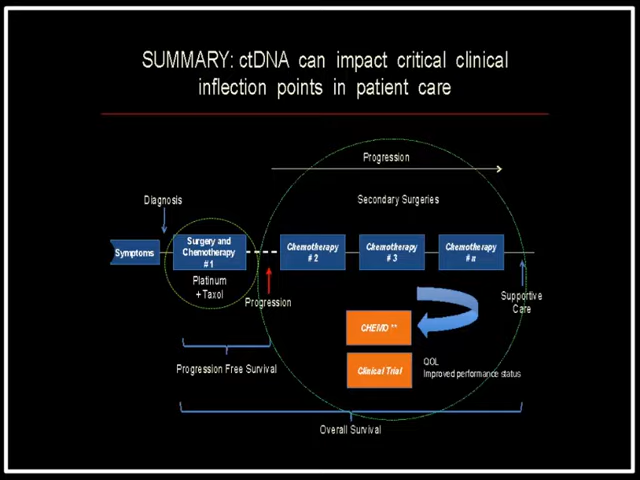 SUMMARY: ctDNA can impact critical clinical
inflection points in patient care
Progression
Diagnosis
Secondary Surgeries
Symptoms
Surgery and
Chemotherapy
# 1
Chemotherapy
# 2
Chemotherapy
# 3
Chemotherapy
# n
Platinum
+ Taxol
Progression
Supportive
Care
CHEMO **
Progression Free Survival
Clinical Trial
QOL
Improved performance status
Overall Survival